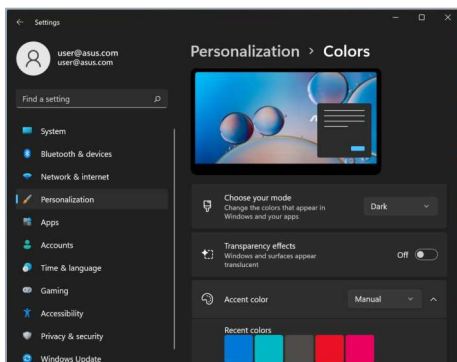 Settings
user@asus.com
user@asus.com
Find a setting
System
Bluetooth & devices
Network & internet
Personalization
Apps
Accounts
Time & language
Gaming
Accessibility
Privacy & security
Windows Update
Personalization > Colors
Choose your mode
Change the colors that appear in
Windows and your apps
Dark
Transparency effects
Windows and surfaces appear
translucent
Off
Accent color
Manual
Recent colors